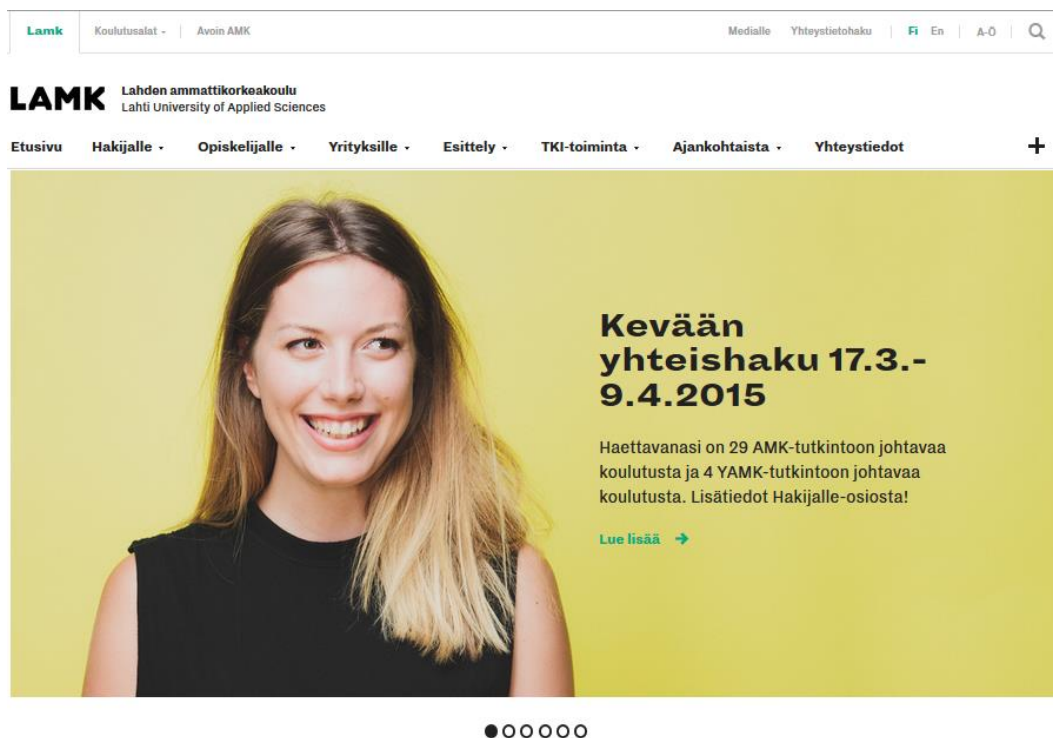 Lamk Koulutusalat Avoin AMK Medialle Yhteystietohaku Fi En A-Ö
LAMK Lahden ammattikorkeakoulu
Lahti University of Applied Sciences
Etusivu Hakijalle Opiskelijalle Yrityksille Esittely TKI-toiminta Ajankohtaista Yhteystiedot +
Kevään
yhteishaku 17.3.-
9.4.2015
Haettavanasi on 29 AMK-tutkintoon johtavaa
koulutusta ja 4 YAMK-tutkintoon johtavaa
koulutusta. Lisätiedot Hakijalle-osiosta!
Lue lisää →